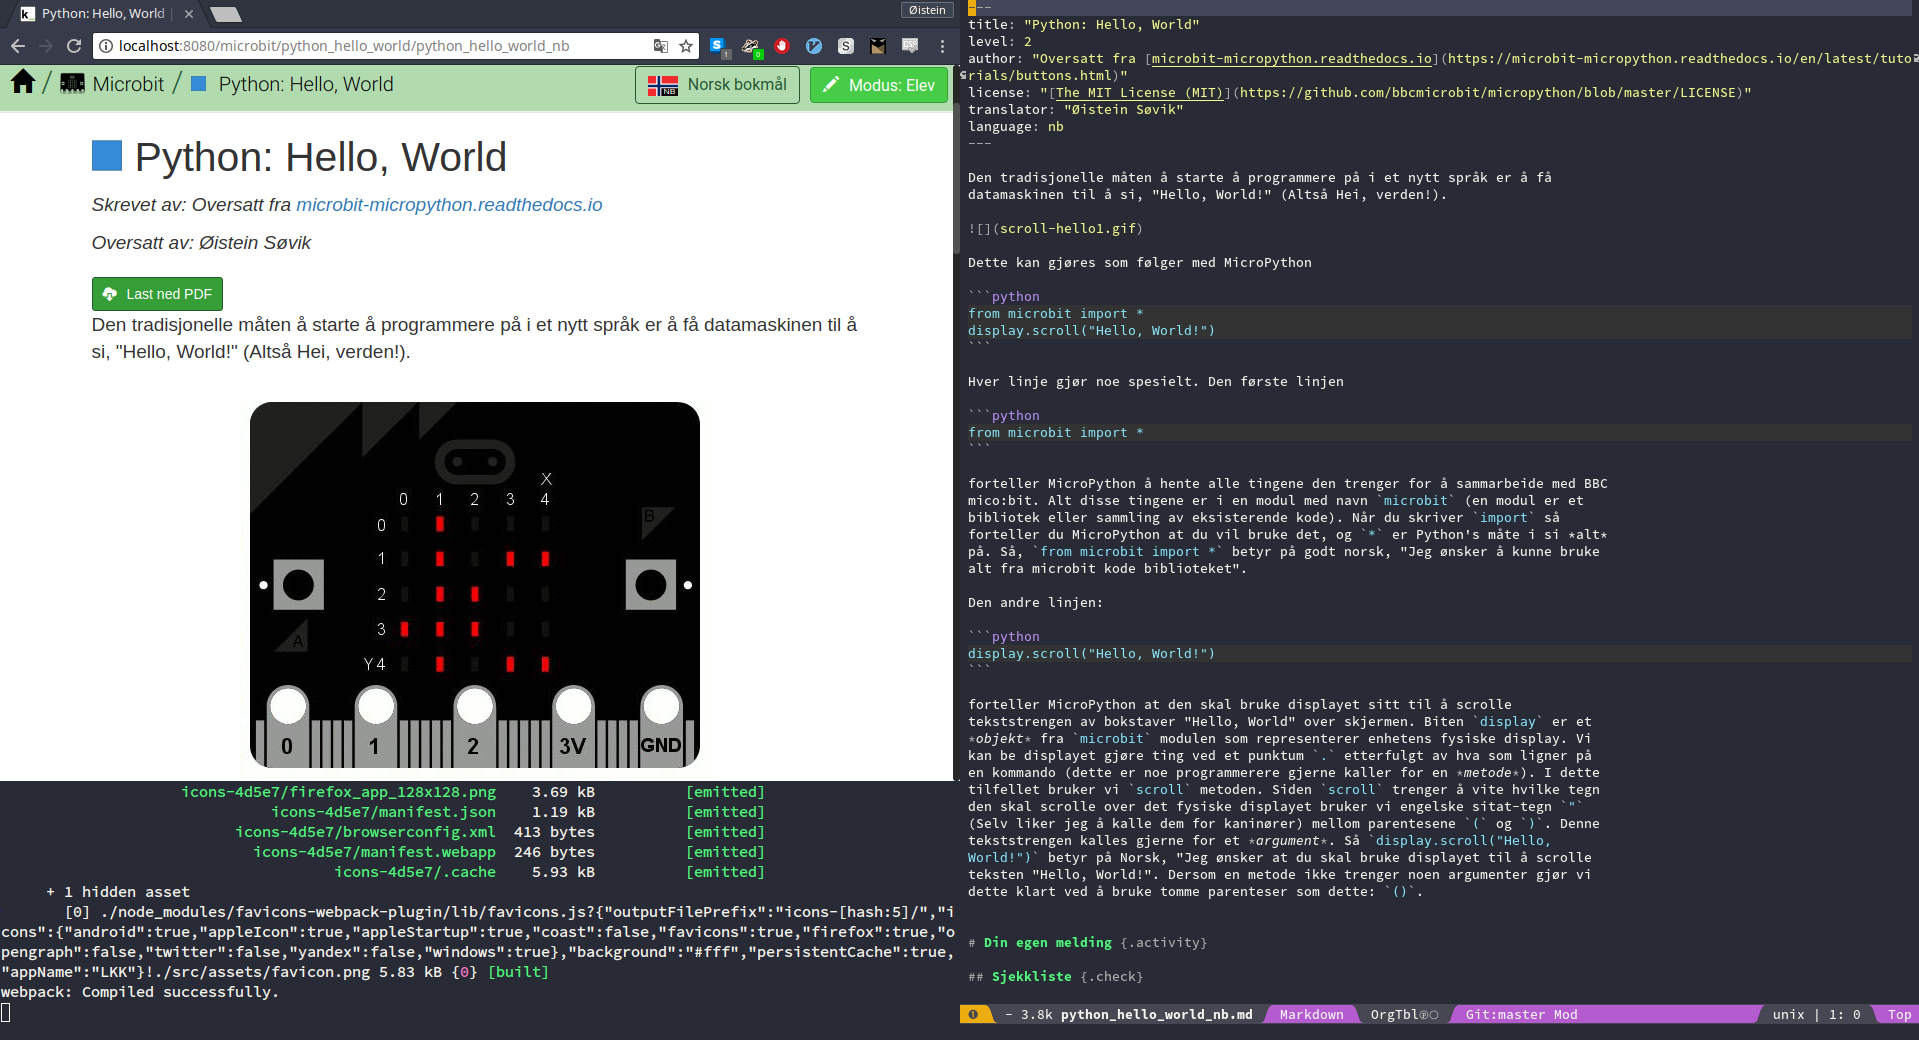 Python: Hello, World
Øistein
localhost:8080/microbit/python_hello_world/python_hello_world_nb
/ Microbit / Python: Hello, World
Norsk bokmål
Modus: Elev
Python: Hello, World
Skrevet av: Oversatt fra microbit-micropython.readthedocs.io
Oversatt av: Øistein Søvik
Last ned PDF
Den tradisjonelle måten å starte å programmere på i et nytt språk er å få datamaskinen til å
si, "Hello, World!" (Altså Hei, verden!).
X
0 1 2 3 4
0
B
1
2
3
A
Y 4
0 1 2 3V GND
icons-4d5e7/firefox_app_128x128.png 3.69 kB [emitted]
icons-4d5e7/manifest.json 1.19 kB [emitted]
icons-4d5e7/browserconfig.xml 413 bytes [emitted]
icons-4d5e7/manifest.webapp 246 bytes [emitted]
icons-4d5e7/.cache 5.93 kB [emitted]
+ 1 hidden asset
[0] ./node_modules/favicons-webpack-plugin/lib/favicons.js?{"outputFilePrefix":"icons-[hash:5]/","i
cons":{"android":true,"appleIcon":true,"appleStartup":true,"coast":false,"favicons":true,"firefox":true,"o
pengraph":false,"twitter":false,"yandex":false,"windows":true},"background":"#fff","persistentCache":true,
"appName":"LKK"}!./src/assets/favicon.png 5.83 kB {0} [built]
webpack: Compiled successfully.
---
title: "Python: Hello, World"
level: 2
author: "Oversatt fra [microbit-micropython.readthedocs.io](https://microbit-micropython.readthedocs.io/en/latest/tuto
rials/buttons.html)"
license: "[The MIT License (MIT)](https://github.com/bbcmicrobit/micropython/blob/master/LICENSE)"
translator: "Øistein Søvik"
language: nb
---
Den tradisjonelle måten å starte å programmere på i et nytt språk er å få
datamaskinen til å si, "Hello, World!" (Altså Hei, verden!).
![](scroll-hello1.gif)
Dette kan gjøres som følger med MicroPython
```python
from microbit import *
display.scroll("Hello, World!")
```
Hver linje gjør noe spesielt. Den første linjen
```python
from microbit import *
```
forteller MicroPython å hente alle tingene den trenger for å sammarbeide med BBC
mico:bit. Alt disse tingene er i en modul med navn `microbit` (en modul er et
bibliotek eller sammling av eksisterende kode). Når du skriver `import` så
forteller du MicroPython at du vil bruke det, og `*` er Python's måte i si *alt*
på. Så, `from microbit import *` betyr på godt norsk, "Jeg ønsker å kunne bruke
alt fra microbit kode biblioteket".
Den andre linjen:
```python
display.scroll("Hello, World!")
```
forteller MicroPython at den skal bruke displayet sitt til å scrolle
tekststrengen av bokstaver "Hello, World" over skjermen. Biten `display` er et
*objekt* fra `microbit` modulen som representerer enhetens fysiske display. Vi
kan be displayet gjøre ting ved et punktum `.` etterfulgt av hva som ligner på
en kommando (dette er noe programmerere gjerne kaller for en *metode*). I dette
tilfellet bruker vi `scroll` metoden. Siden `scroll` trenger å vite hvilke tegn
den skal scrolle over det fysiske displayet bruker vi engelske sitat-tegn `"`
(Selv liker jeg å kalle dem for kaninører) mellom parentesene `(` og `)`. Denne
tekststrengen kalles gjerne for et *argument*. Så `display.scroll("Hello,
World!")` betyr på Norsk, "Jeg ønsker at du skal bruke displayet til å scrolle
teksten "Hello, World!". Dersom en metode ikke trenger noen argumenter gjør vi
dette klart ved å bruke tomme parenteser som dette: `()`.
# Din egen melding {.activity}
## Sjekkliste {.check}
- 3.8k python_hello_world_nb.md Markdown OrgTbl Git:master Mod unix | 1: 0 Top